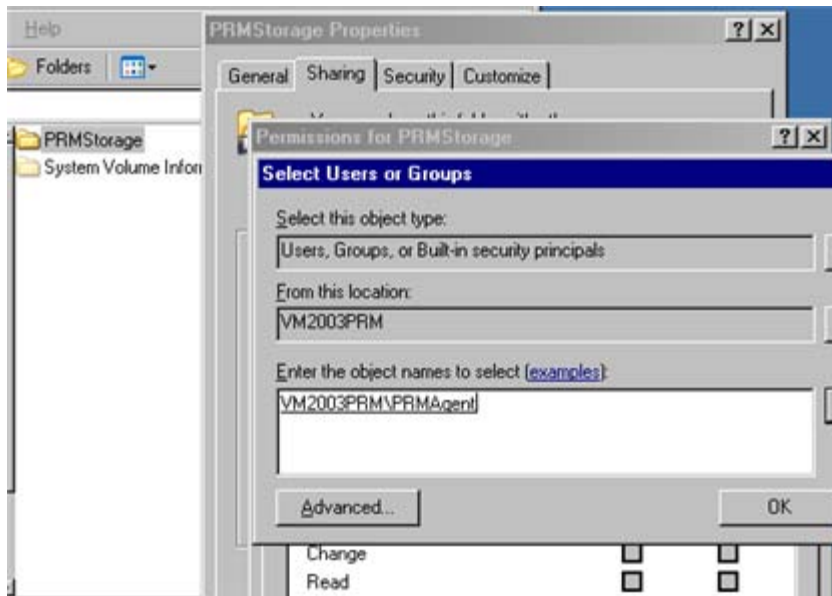 Help
PRMStorage Properties
Folders
General Sharing Security Customize
PRMStorage
System Volume Infor
Permissions for PRMStorage
Select Users or Groups
Select this object type:
Users, Groups, or Built-in security principals
From this location:
VM2003PRM
Enter the object names to select (examples):
VM2003PRM\PRMAgent
Advanced...
OK
Change
Read